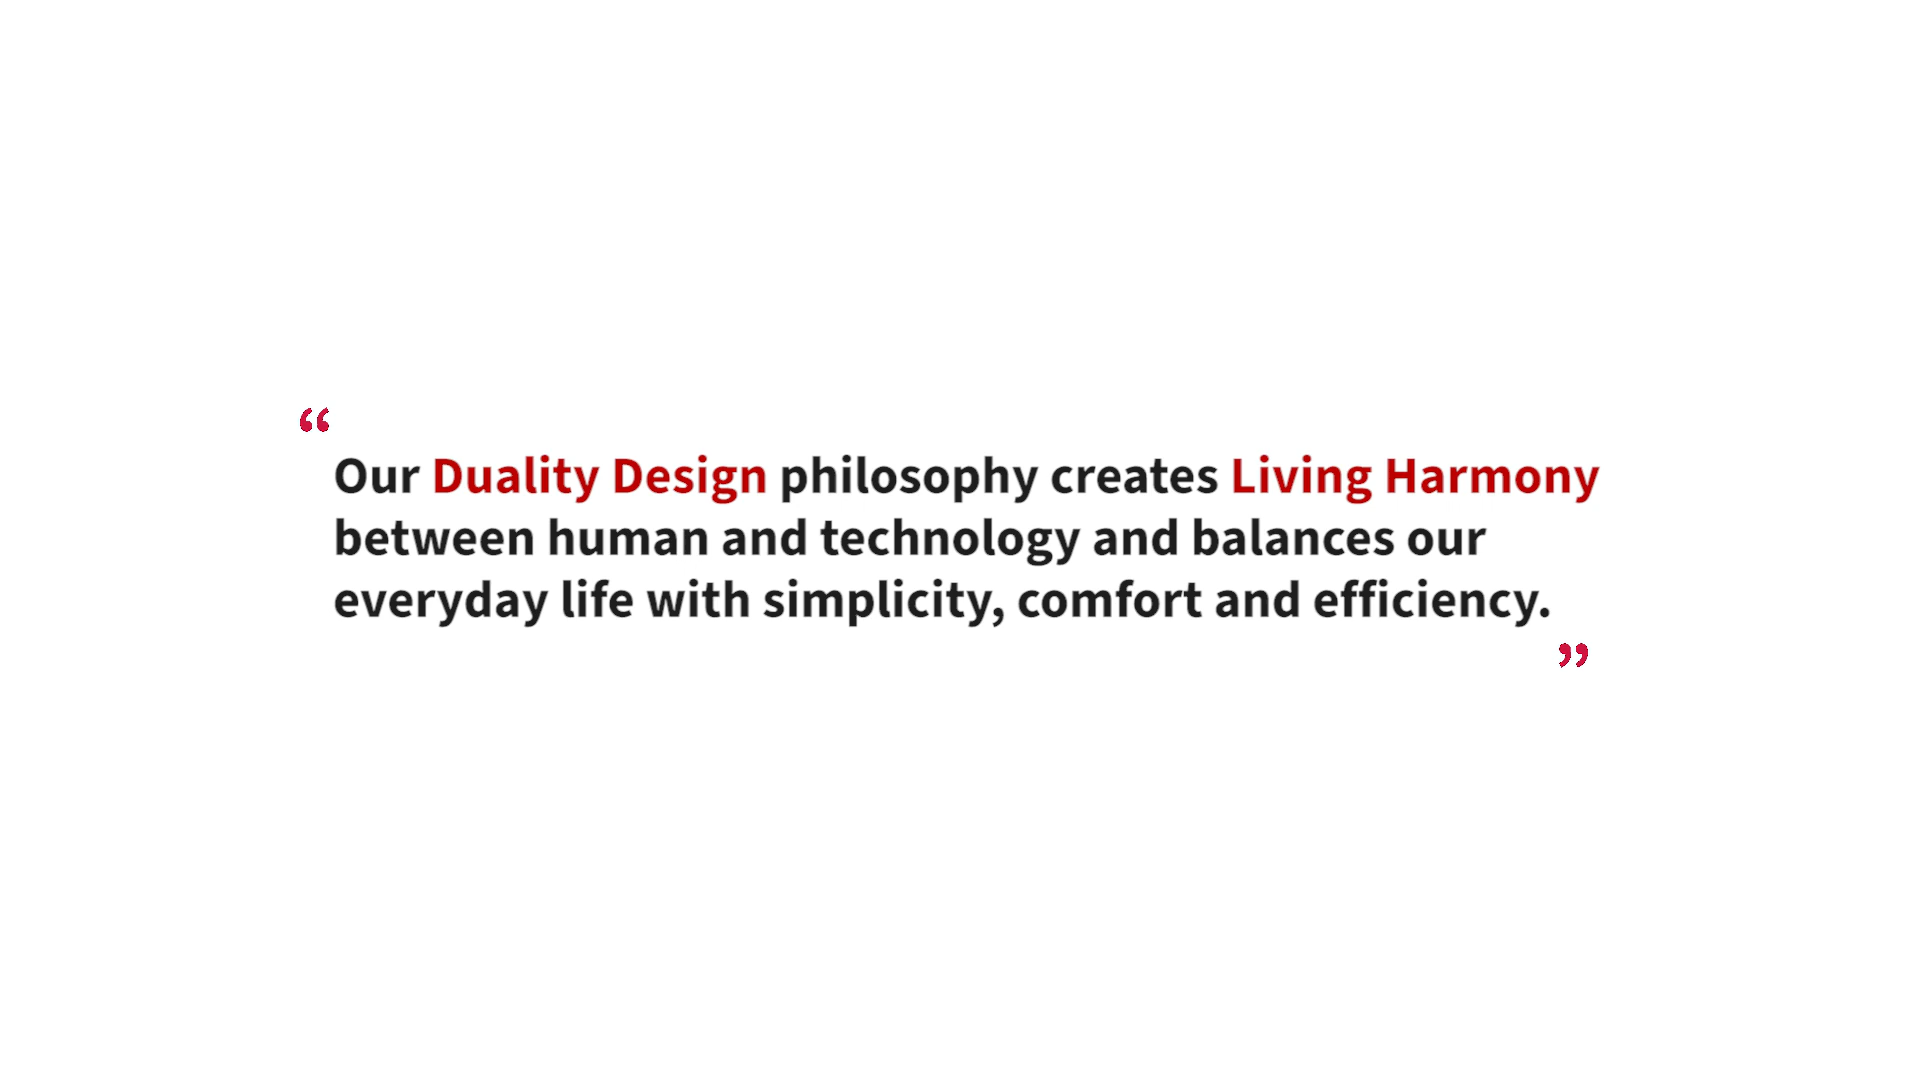 “
Our Duality Design philosophy creates Living Harmony
between human and technology and balances our
everyday life with simplicity, comfort and efficiency.
”